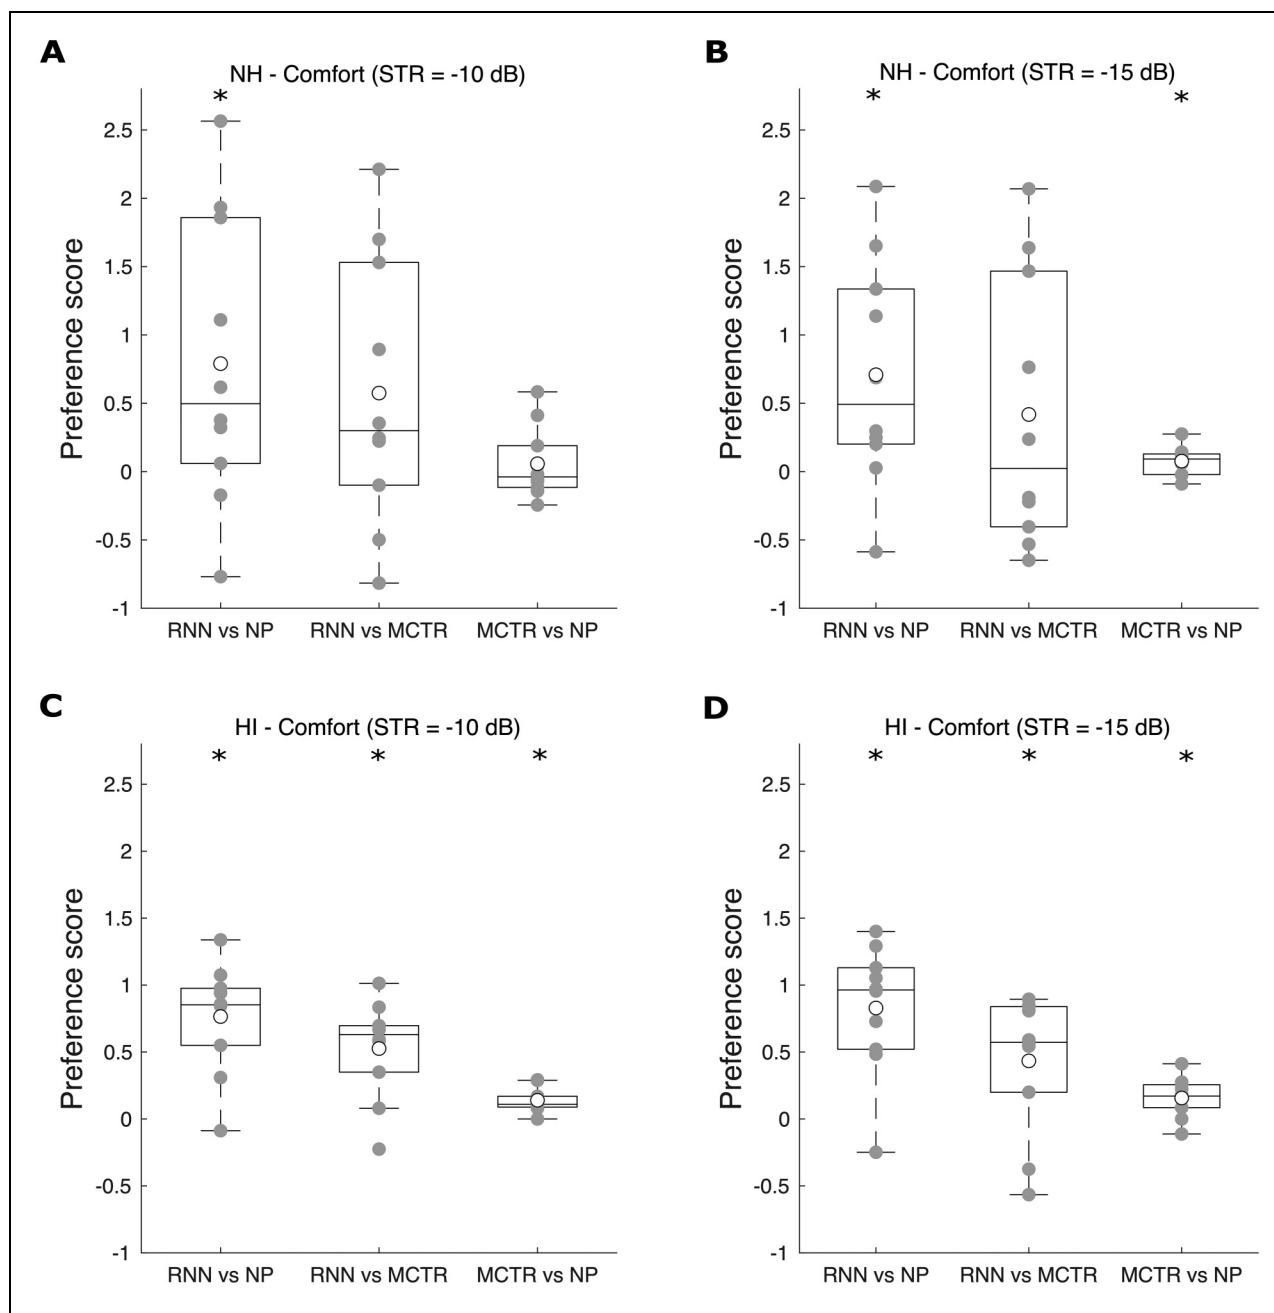 A
NH - Comfort (STR = -10 dB)
*
Preference score
2.5
2
1.5
1
0.5
0
-0.5
-1
RNN vs NP RNN vs MCTR MCTR vs NP
B
NH - Comfort (STR = -15 dB)
* *
Preference score
2.5
2
1.5
1
0.5
0
-0.5
-1
RNN vs NP RNN vs MCTR MCTR vs NP
C
HI - Comfort (STR = -10 dB)
* * *
Preference score
2.5
2
1.5
1
0.5
0
-0.5
-1
RNN vs NP RNN vs MCTR MCTR vs NP
D
HI - Comfort (STR = -15 dB)
* * *
Preference score
2.5
2
1.5
1
0.5
0
-0.5
-1
RNN vs NP RNN vs MCTR MCTR vs NP